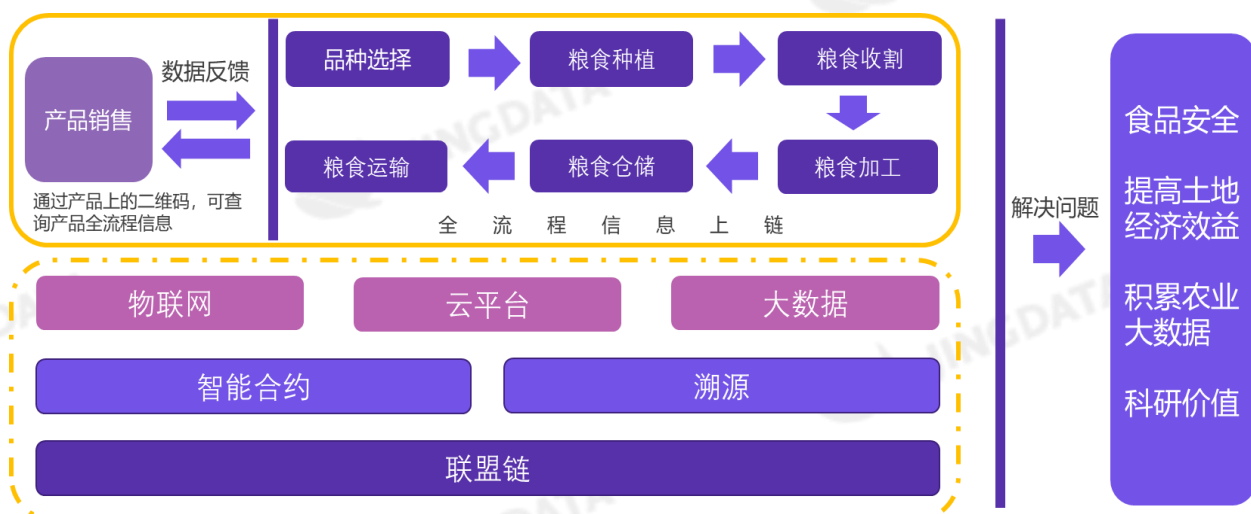 产品销售
数据反馈
通过产品上的二维码，可查
询产品全流程信息
品种选择
粮食种植
粮食收割
粮食运输
粮食仓储
粮食加工
全流程信息上链
物联网
云平台
大数据
智能合约
溯源
联盟链
解决问题
食品安全
提高土地
经济效益
积累农业
大数据
科研价值
JINGDATA
JINGDATA